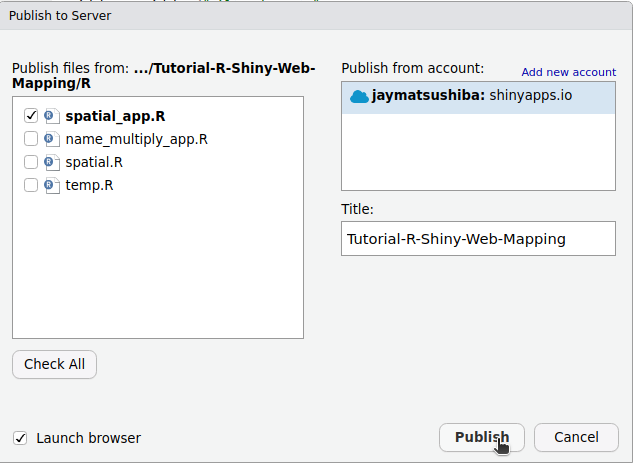 Publish to Server
Publish files from: .../Tutorial-R-Shiny-Web-
Mapping/R
spatial_app.R
name_multiply_app.R
spatial.R
temp.R
Check All
Launch browser
Publish from account:
Add new account
jaymatsushiba: shinyapps.io
Title:
Tutorial-R-Shiny-Web-Mapping
Publish
Cancel